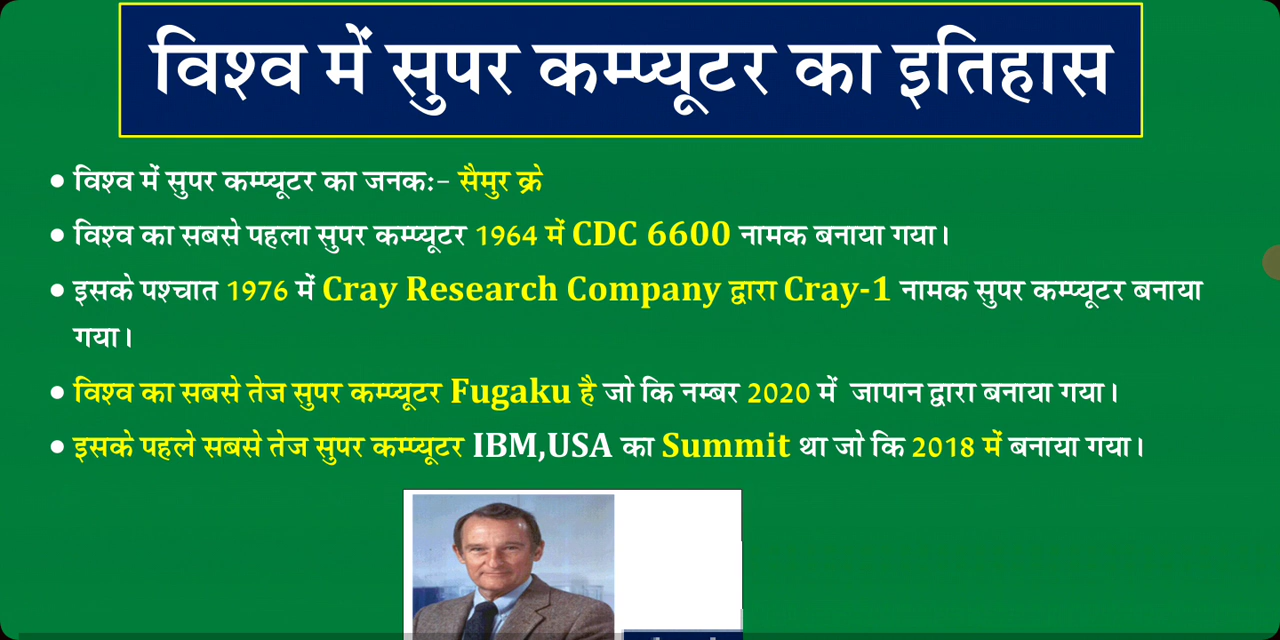 विश्व में सुपर कम्प्यूटर का इतिहास
• विश्व में सुपर कम्प्यूटर का जनकः- सैमुर क्रे
• विश्व का सबसे पहला सुपर कम्प्यूटर 1964 में CDC 6600 नामक बनाया गया।
• इसके पश्चात 1976 में Cray Research Company द्वारा Cray-1 नामक सुपर कम्प्यूटर बनाया
गया।
• विश्व का सबसे तेज सुपर कम्प्यूटर Fugaku है जो कि नम्बर 2020 में जापान द्वारा बनाया गया।
• इसके पहले सबसे तेज सुपर कम्प्यूटर IBM,USA का Summit था जो कि 2018 में बनाया गया।